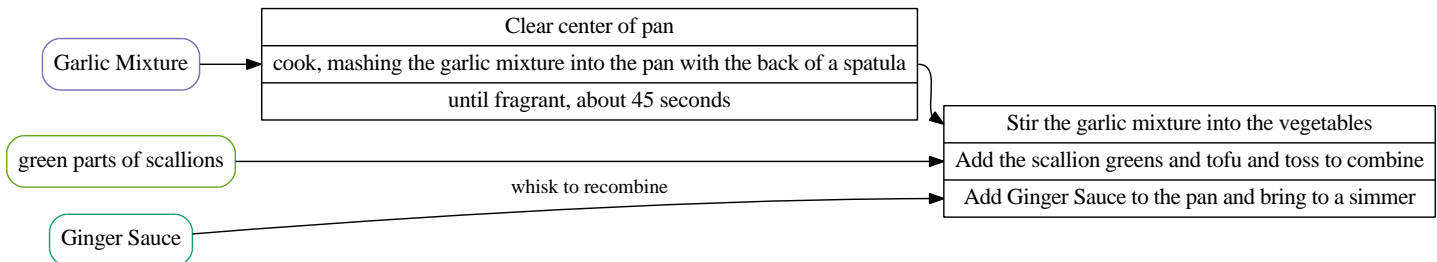 Garlic Mixture
Clear center of pan
cook, mashing the garlic mixture into the pan with the back of a spatula
until fragrant, about 45 seconds
green parts of scallions
whisk to recombine
Ginger Sauce
Stir the garlic mixture into the vegetables
Add the scallion greens and tofu and toss to combine
Add Ginger Sauce to the pan and bring to a simmer